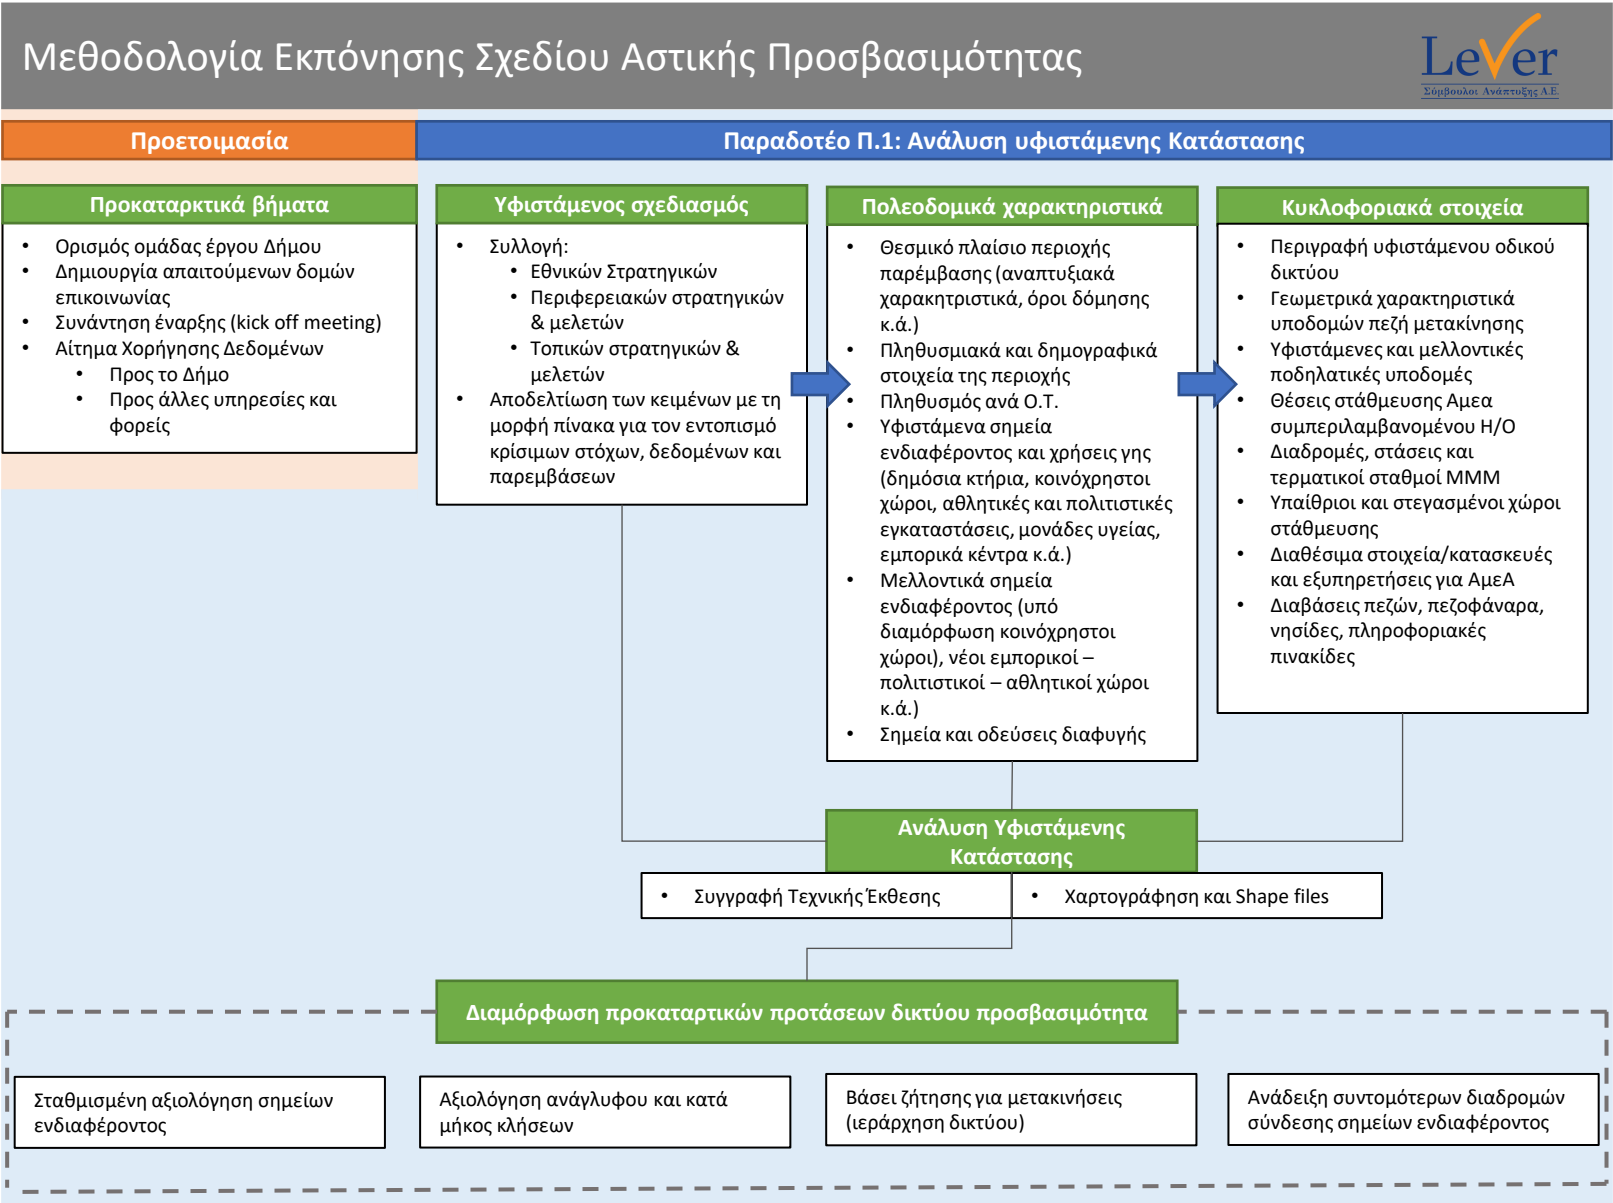 Μεθοδολογία Εκπόνησης Σχεδίου Αστικής Προσβασιμότητας
LeVer
Σύμβουλοι Ανάπτυξης Α.Ε.
Προετοιμασία
Παραδοτέο Π.1: Ανάλυση υφιστάμενης Κατάστασης
Προκαταρκτικά βήματα
• Ορισμός ομάδας έργου Δήμου
• Δημιουργία απαιτούμενων δομών
επικοινωνίας
• Συνάντηση έναρξης (kick off meeting)
• Αίτημα Χορήγησης Δεδομένων
• Προς το Δήμο
• Προς άλλες υπηρεσίες και
φορείς
Υφιστάμενος σχεδιασμός
• Συλλογή:
• Εθνικών Στρατηγικών
• Περιφερειακών στρατηγικών
& μελετών
• Τοπικών στρατηγικών &
μελετών
• Αποδελτίωση των κειμένων με τη
μορφή πίνακα για τον εντοπισμό
κρίσιμων στόχων, δεδομένων και
παρεμβάσεων
Πολεοδομικά χαρακτηριστικά
• Θεσμικό πλαίσιο περιοχής
παρέμβασης (αναπτυξιακά
χαρακητριστικά, όροι δόμησης
κ.ά.)
• Πληθυσμιακά και δημογραφικά
στοιχεία της περιοχής
• Πληθυσμός ανά Ο.Τ.
• Υφιστάμενα σημεία
ενδιαφέροντος και χρήσεις γης
(δημόσια κτήρια, κοινόχρηστοι
χώροι, αθλητικές και πολιτιστικές
εγκαταστάσεις, μονάδες υγείας,
εμπορικά κέντρα κ.ά.)
• Μελλοντικά σημεία
ενδιαφέροντος (υπό
διαμόρφωση κοινόχρηστοι
χώροι), νέοι εμπορικοί –
πολιτιστικοί – αθλητικοί χώροι
κ.ά.)
• Σημεία και οδεύσεις διαφυγής
Κυκλοφοριακά στοιχεία
• Περιγραφή υφιστάμενου οδικού
δικτύου
• Γεωμετρικά χαρακτηριστικά
υποδομών πεζή μετακίνησης
• Υφιστάμενες και μελλοντικές
ποδηλατικές υποδομές
• Θέσεις στάθμευσης Αμεα
συμπεριλαμβανομένου Η/Ο
• Διαδρομές, στάσεις και
τερματικοί σταθμοί ΜΜΜ
• Υπαίθριοι και στεγασμένοι χώροι
στάθμευσης
• Διαθέσιμα στοιχεία/κατασκευές
και εξυπηρετήσεις για ΑμεΑ
• Διαβάσεις πεζών, πεζοφάναρα,
νησίδες, πληροφοριακές
πινακίδες
Ανάλυση Υφιστάμενης
Κατάστασης
• Συγγραφή Τεχνικής Έκθεσης
• Χαρτογράφηση και Shape files
Διαμόρφωση προκαταρτικών προτάσεων δικτύου προσβασιμότητα
Σταθμισμένη αξιολόγηση σημείων
ενδιαφέροντος
Αξιολόγηση ανάγλυφου και κατά
μήκος κλήσεων
Βάσει ζήτησης για μετακινήσεις
(ιεράρχηση δικτύου)
Ανάδειξη συντομότερων διαδρομών
σύνδεσης σημείων ενδιαφέροντος